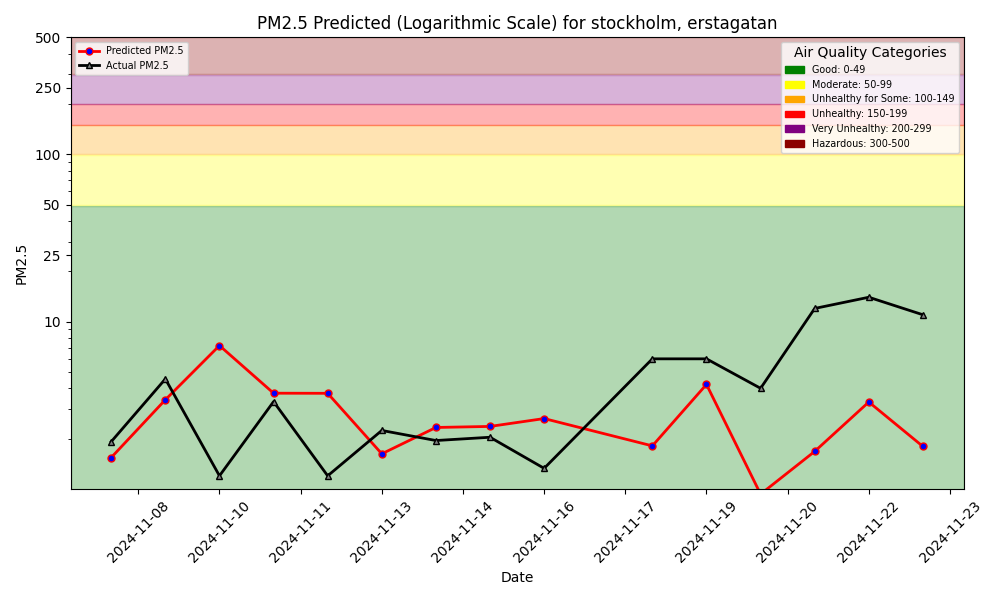 PM2.5 Predicted (Logarithmic Scale) for stockholm, erstagatan
Predicted PM2.5
Actual PM2.5
Air Quality Categories
Good: 0-49
Moderate: 50-99
Unhealthy for Some: 100-149
Unhealthy: 150-199
Very Unhealthy: 200-299
Hazardous: 300-500
500
250
100
50
25
10
PM2.5
2024-11-08
2024-11-10
2024-11-11
2024-11-13
2024-11-14
2024-11-16
2024-11-17
2024-11-19
2024-11-20
2024-11-22
2024-11-23
Date